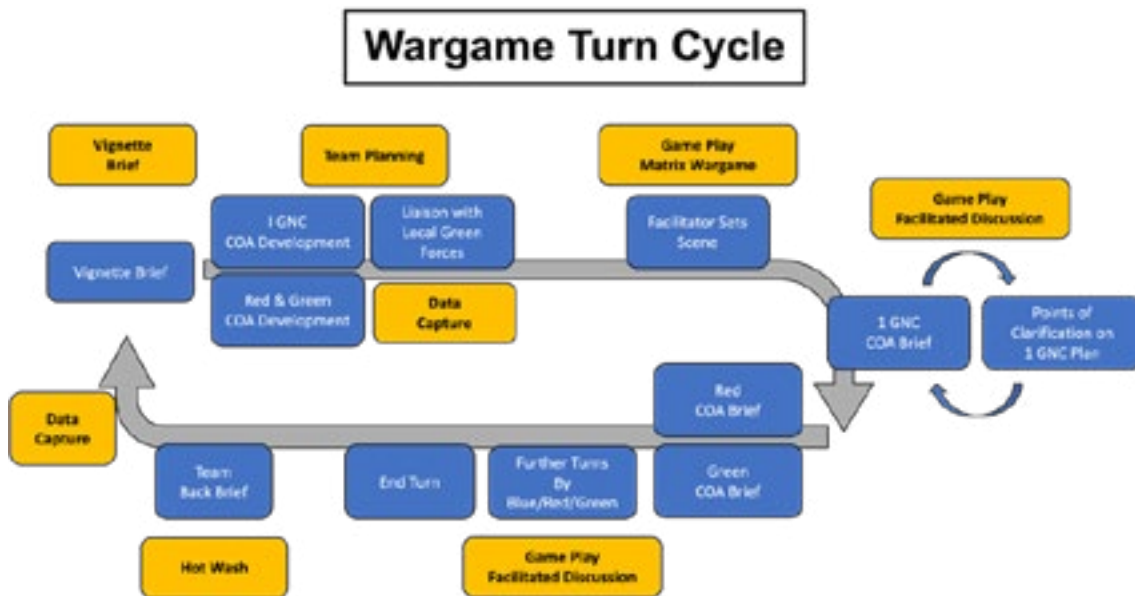 Wargame Turn Cycle
Vignette
Brief
Team Planning
Game Play
Matrix Wargame
Game Play
Facilitated Discussion
Vignette Brief
I GNC
COA Development
Liaison with
Local Green
Forces
Facilitator Sets
Scene
Red & Green
COA Development
Data
Capture
1 GNC
COA Brief
Points of
Clarification on
1 GNC Plan
Red
COA Brief
Data
Capture
Team
Back Brief
End Turn
Further Turns
By
Blue/Red/Green
Green
COA Brief
Hot Wash
Game Play
Facilitated Discussion